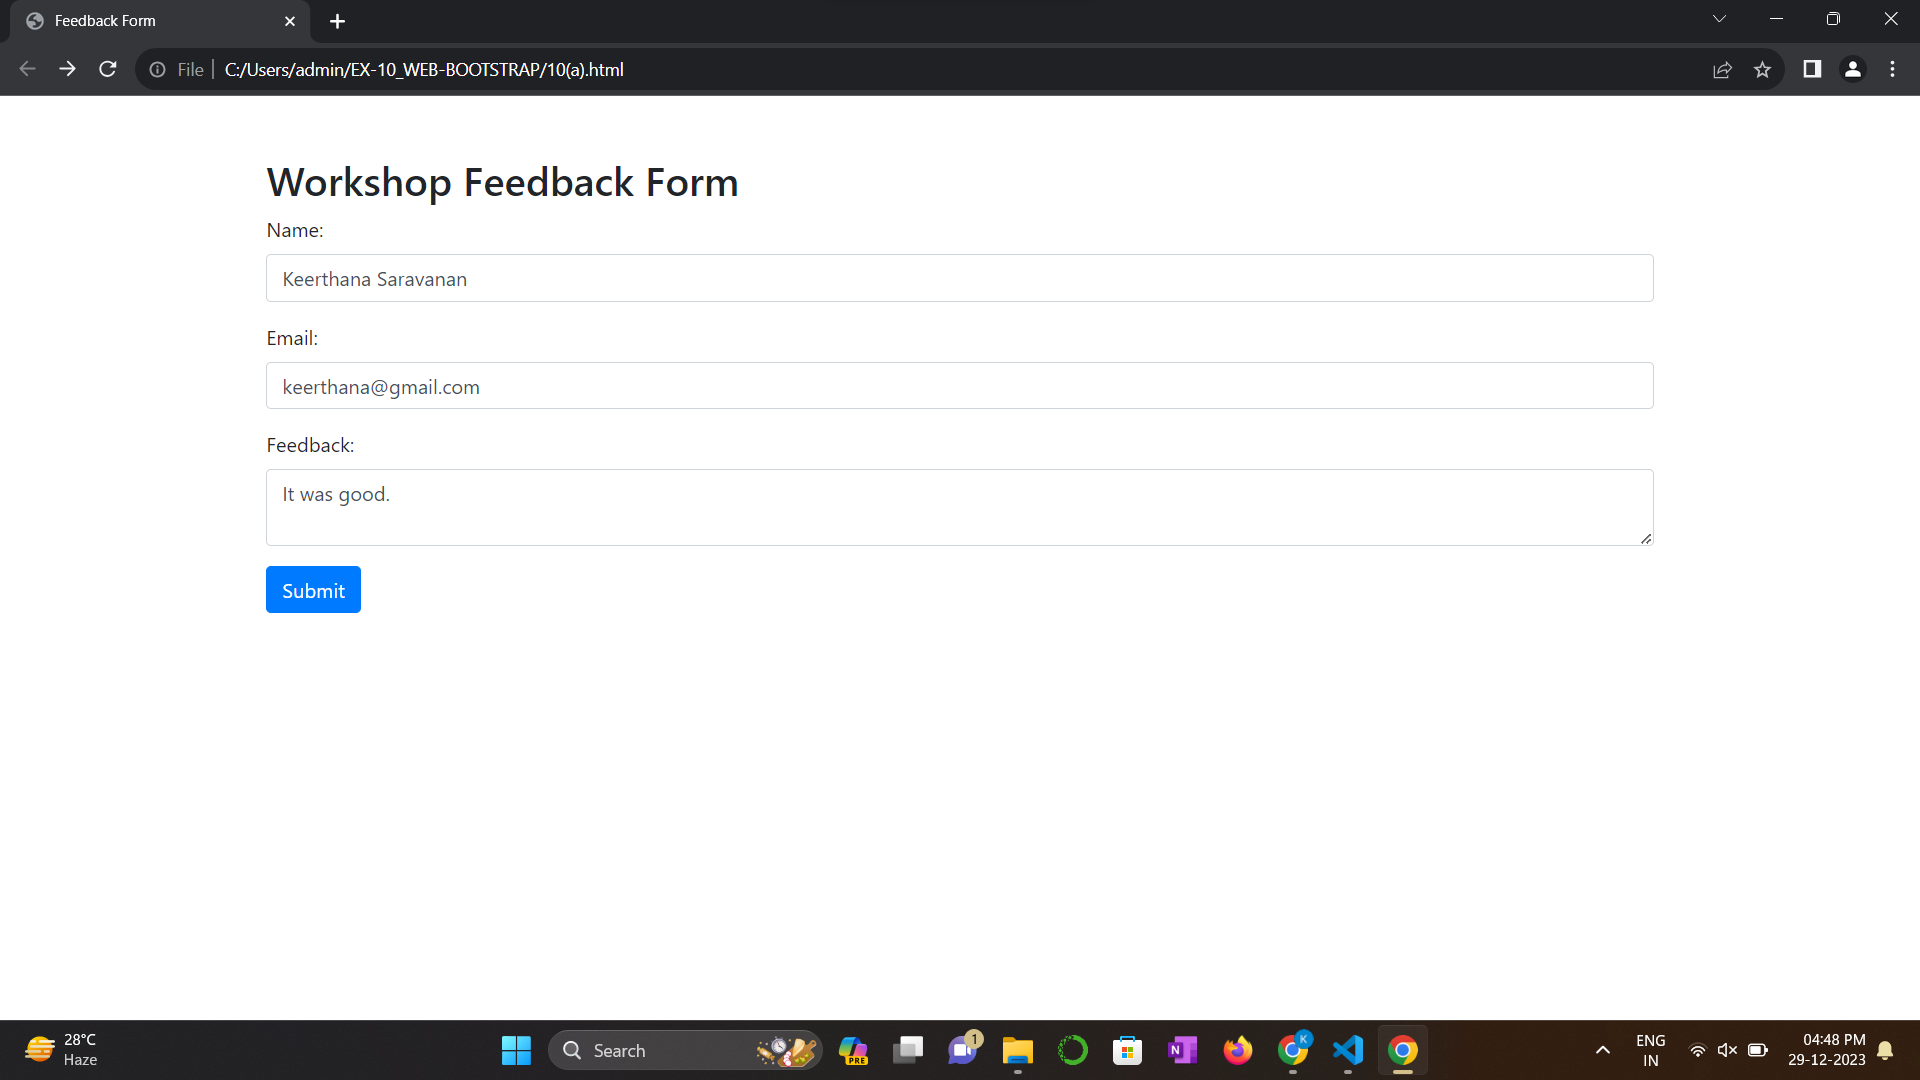 Feedback Form
File
C:/Users/admin/EX-10_WEB-BOOTSTRAP/10(a).html
Workshop Feedback Form
Name:
Keerthana Saravanan
Email:
keerthana@gmail.com
Feedback:
It was good.
Submit
28°C
Haze
Search
PRE
1
N
K
ENG
IN
04:48 PM
29-12-2023